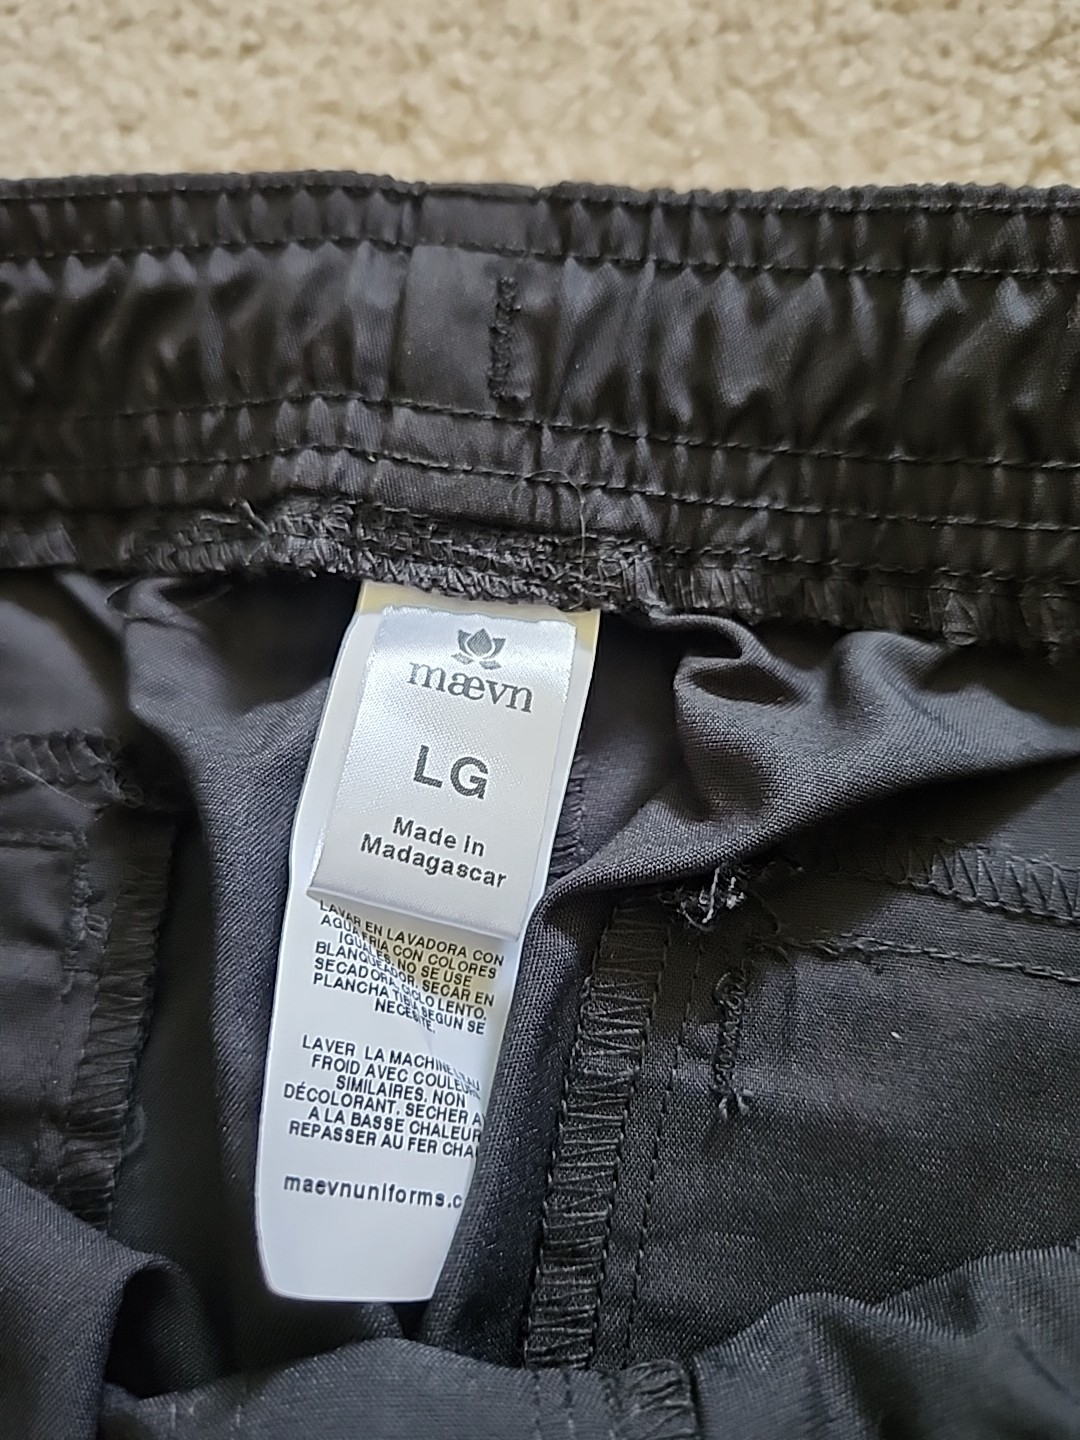 mævn
LG
Made in
Madagascar
LAVAR EN LAVADORA CON
AGUA FRIA CON COLORES
IGUALES. NO SE USE
BLANQUEADOR. SECAR EN
SECADORA CICLO LENTO.
PLANCHA TIBIA SEGUN SE
NECESITE.
LAVER LA MACHINE EAU
FROID AVEC COULEURS
SIMILAIRES. NON
DÉCOLORANT. SECHER A
A LA BASSE CHALEUR
REPASSER AU FER
maevnuniforms.c